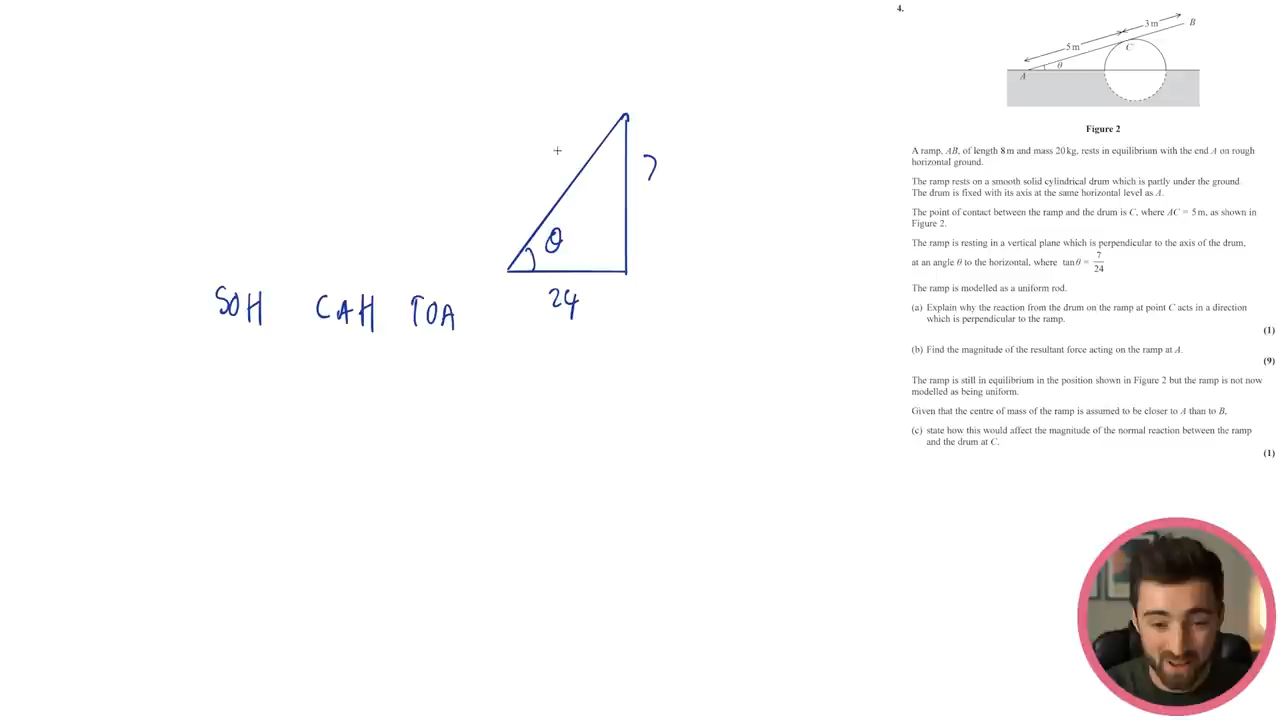 7
θ
24
SOH CAH TOA
4.
3 m
B
5 m
C
θ
A
Figure 2
A ramp, AB, of length 8 m and mass 20 kg, rests in equilibrium with the end A on rough
horizontal ground.
The ramp rests on a smooth solid cylindrical drum which is partly under the ground.
The drum is fixed with its axis at the same horizontal level as A.
The point of contact between the ramp and the drum is C, where AC = 5 m, as shown in
Figure 2.
The ramp is resting in a vertical plane which is perpendicular to the axis of the drum,
at an angle θ to the horizontal, where tan θ = 7/24
The ramp is modelled as a uniform rod.
(a) Explain why the reaction from the drum on the ramp at point C acts in a direction
which is perpendicular to the ramp.
(1)
(b) Find the magnitude of the resultant force acting on the ramp at A.
(9)
The ramp is still in equilibrium in the position shown in Figure 2 but the ramp is not now
modelled as being uniform.
Given that the centre of mass of the ramp is assumed to be closer to A than to B,
(c) state how this would affect the magnitude of the normal reaction between the ramp
and the drum at C.
(1)